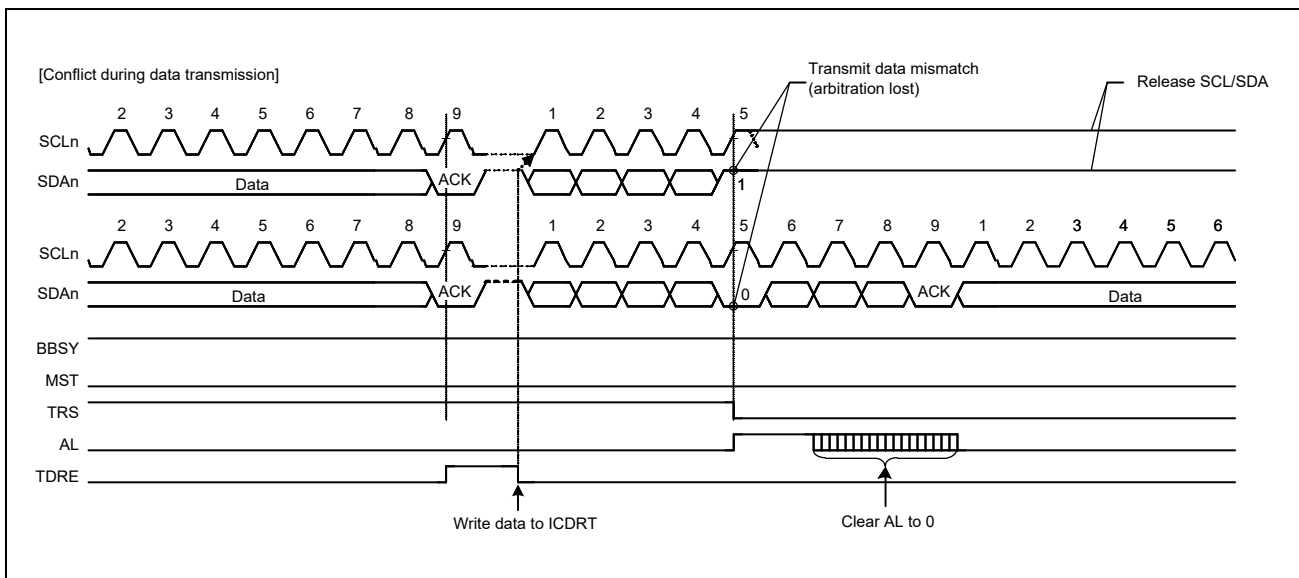 [Conflict during data transmission]
Transmit data mismatch
(arbitration lost)
Release SCL/SDA
2 3 4 5 6 7 8 9 1 2 3 4 5
SCLn
SDAn Data ACK 1
2 3 4 5 6 7 8 9 1 2 3 4 5 6 7 8 9 1 2 3 4 5 6
SCLn
SDAn Data ACK 0 ACK Data
BBSY
MST
TRS
AL
TDRE
Write data to ICDRT
Clear AL to 0